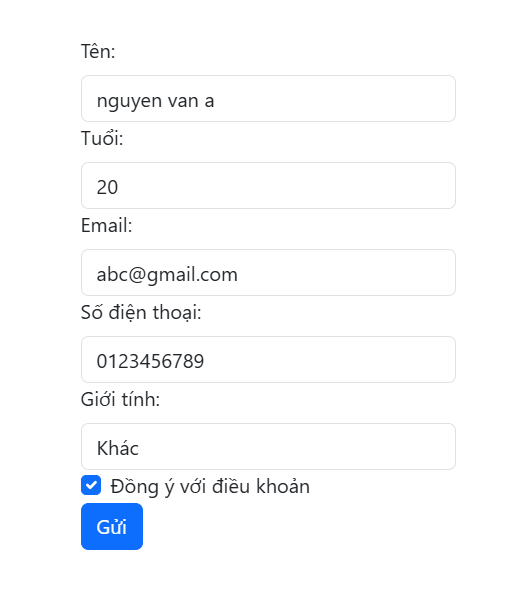 Tên:
nguyen van a
Tuổi:
20
Email:
abc@gmail.com
Số điện thoại:
0123456789
Giới tính:
Khác
Đồng ý với điều khoản
Gửi